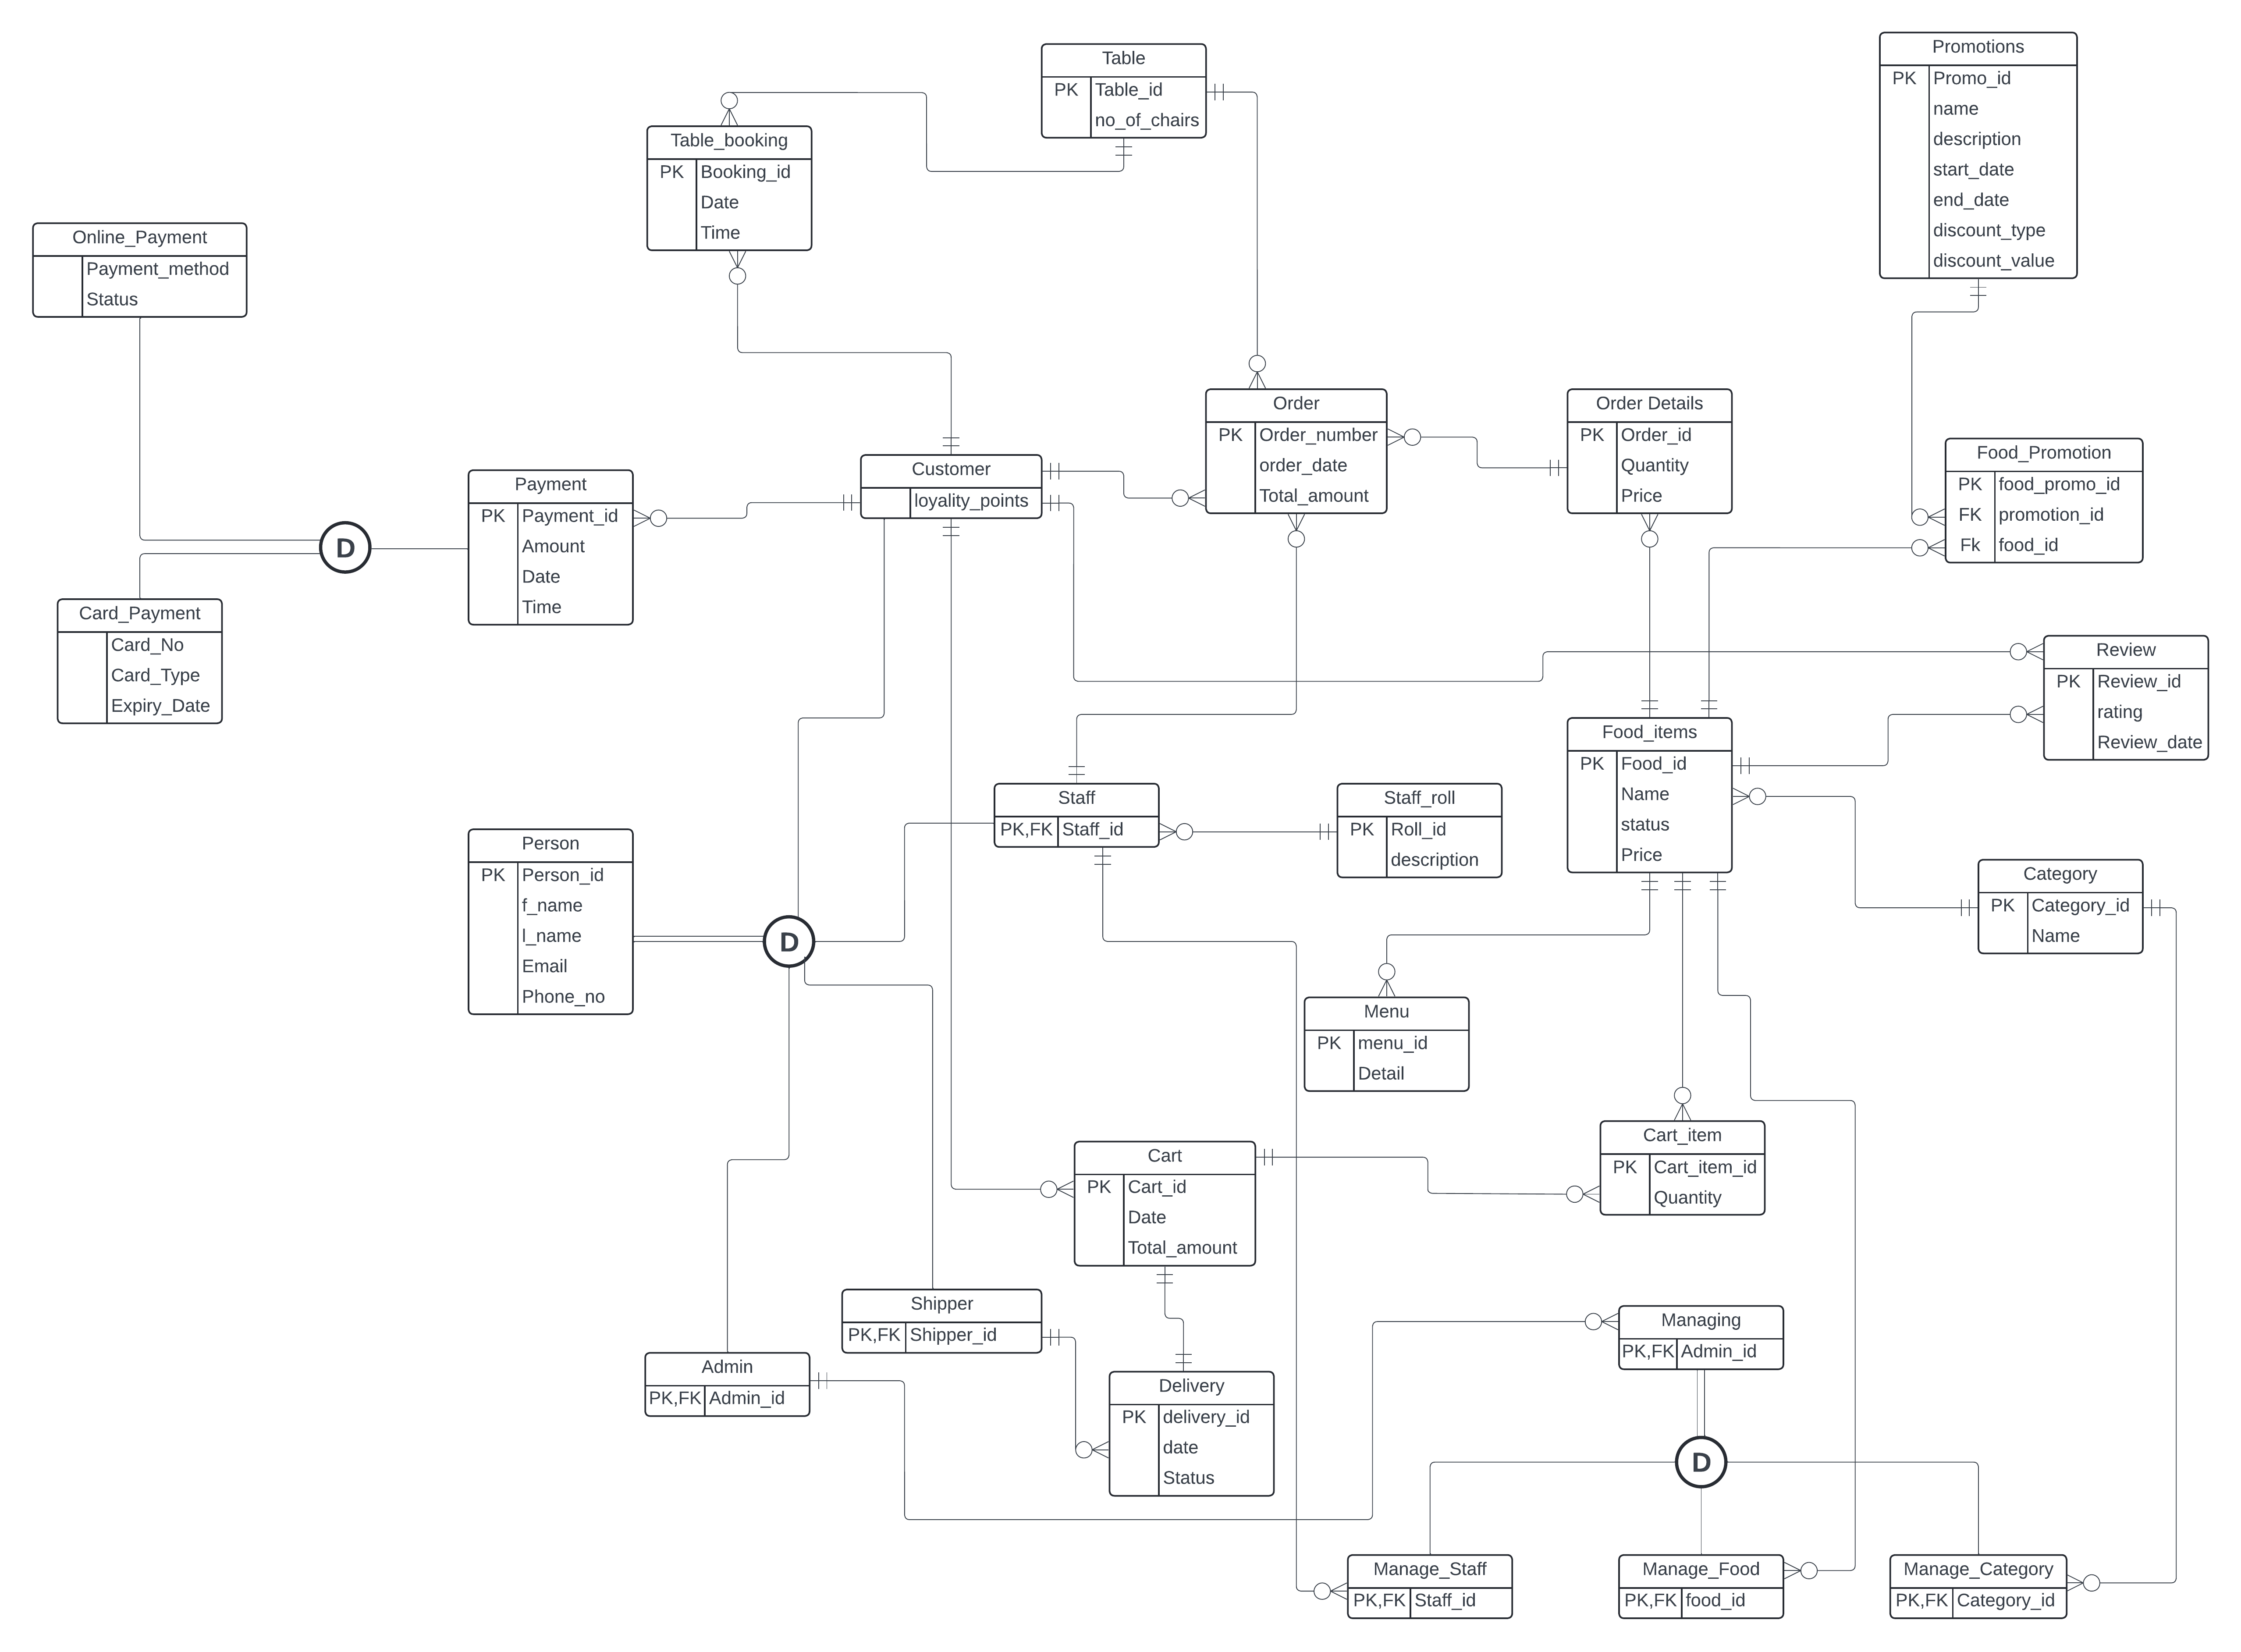 Table
PK Table_id
no_of_chairs
Promotions
PK Promo_id
name
description
start_date
end_date
discount_type
discount_value
Table_booking
PK Booking_id
Date
Time
Online_Payment
Payment_method
Status
Order
PK Order_number
order_date
Total_amount
Order Details
PK Order_id
Quantity
Price
Food_Promotion
PK food_promo_id
FK promotion_id
Fk food_id
Customer
loyality_points
Payment
PK Payment_id
Amount
Date
Time
D
Card_Payment
Card_No
Card_Type
Expiry_Date
Review
PK Review_id
rating
Review_date
Food_items
PK Food_id
Name
status
Price
Staff
PK,FK Staff_id
Staff_roll
PK Roll_id
description
Person
PK Person_id
f_name
l_name
Email
Phone_no
D
Category
PK Category_id
Name
Menu
PK menu_id
Detail
Cart_item
PK Cart_item_id
Quantity
Cart
PK Cart_id
Date
Total_amount
Shipper
PK,FK Shipper_id
Managing
PK,FK Admin_id
Admin
PK,FK Admin_id
Delivery
PK delivery_id
date
Status
D
Manage_Staff
PK,FK Staff_id
Manage_Food
PK,FK food_id
Manage_Category
PK,FK Category_id